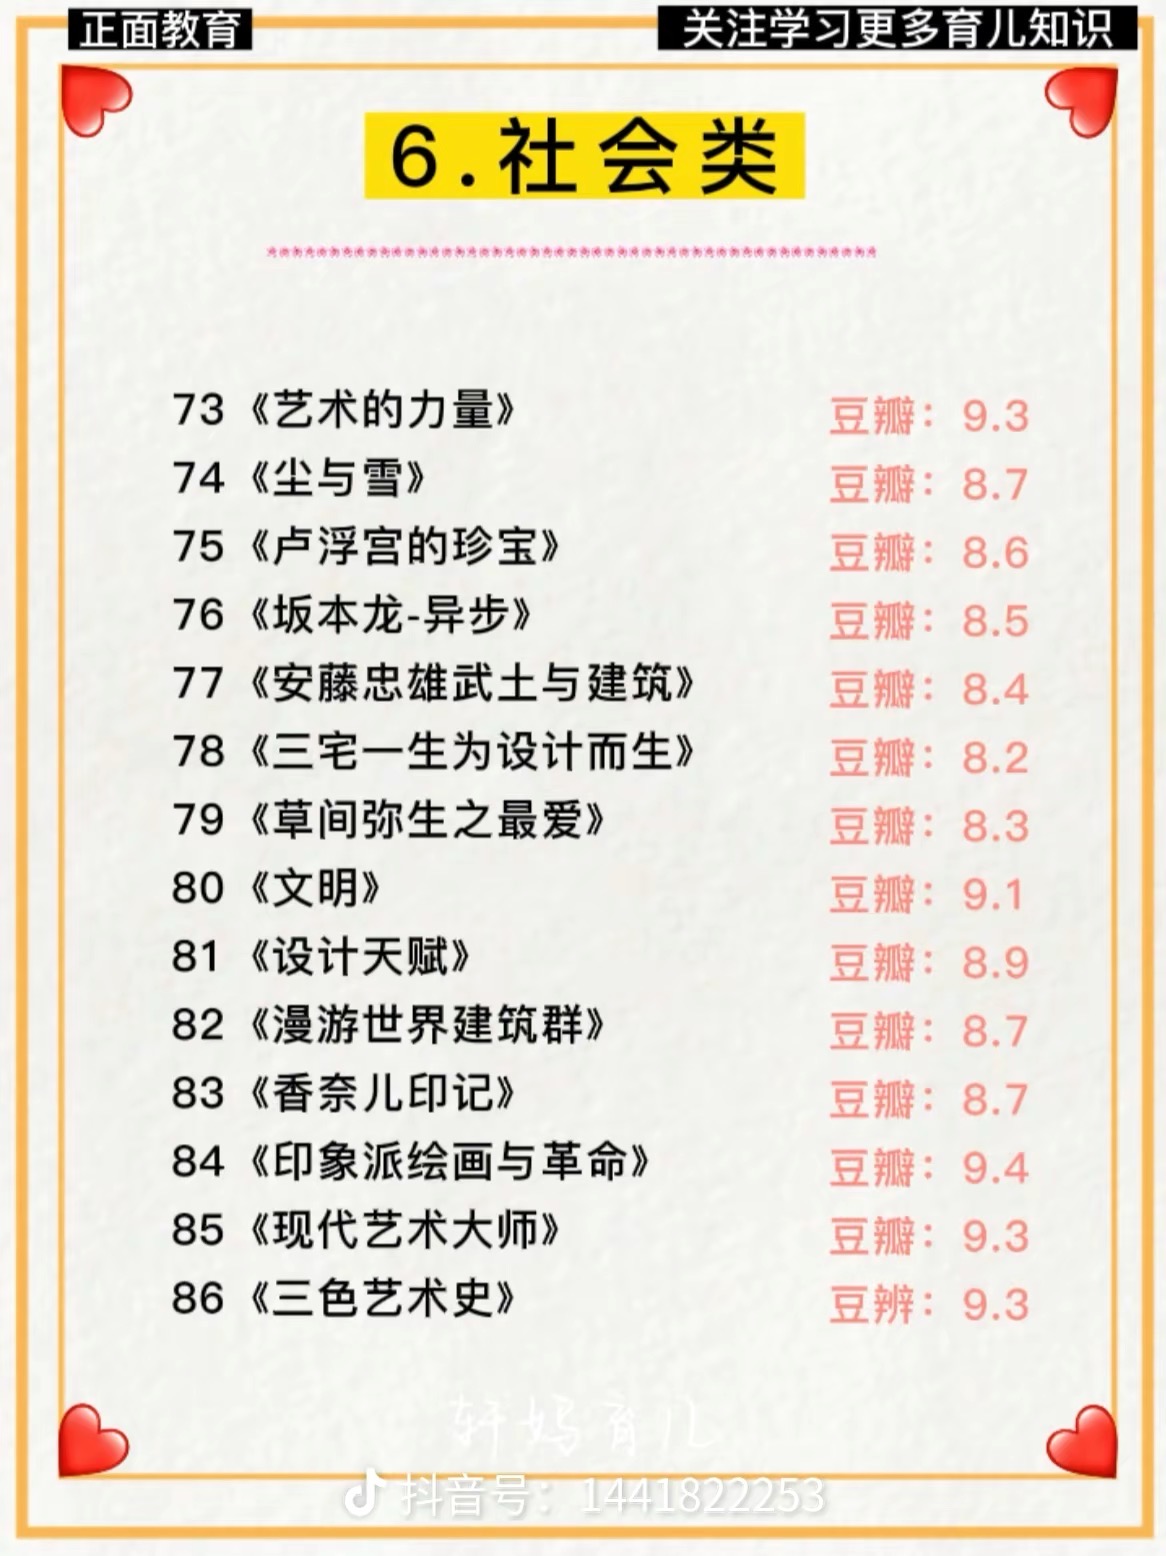 正面教育
关注学习更多育儿知识
6.社会类
73《艺术的力量》 豆瓣：9.3
74《尘与雪》 豆瓣：8.7
75《卢浮宫的珍宝》 豆瓣：8.6
76《坂本龙-异步》 豆瓣：8.5
77《安藤忠雄武土与建筑》 豆瓣：8.4
78《三宅一生为设计而生》 豆瓣：8.2
79《草间弥生之最爱》 豆瓣：8.3
80《文明》 豆瓣：9.1
81《设计天赋》 豆瓣：8.9
82《漫游世界建筑群》 豆瓣：8.7
83《香奈儿印记》 豆瓣：8.7
84《印象派绘画与革命》 豆瓣：9.4
85《现代艺术大师》 豆瓣：9.3
86《三色艺术史》 豆辨：9.3
轩妈育儿
抖音号：1441822253